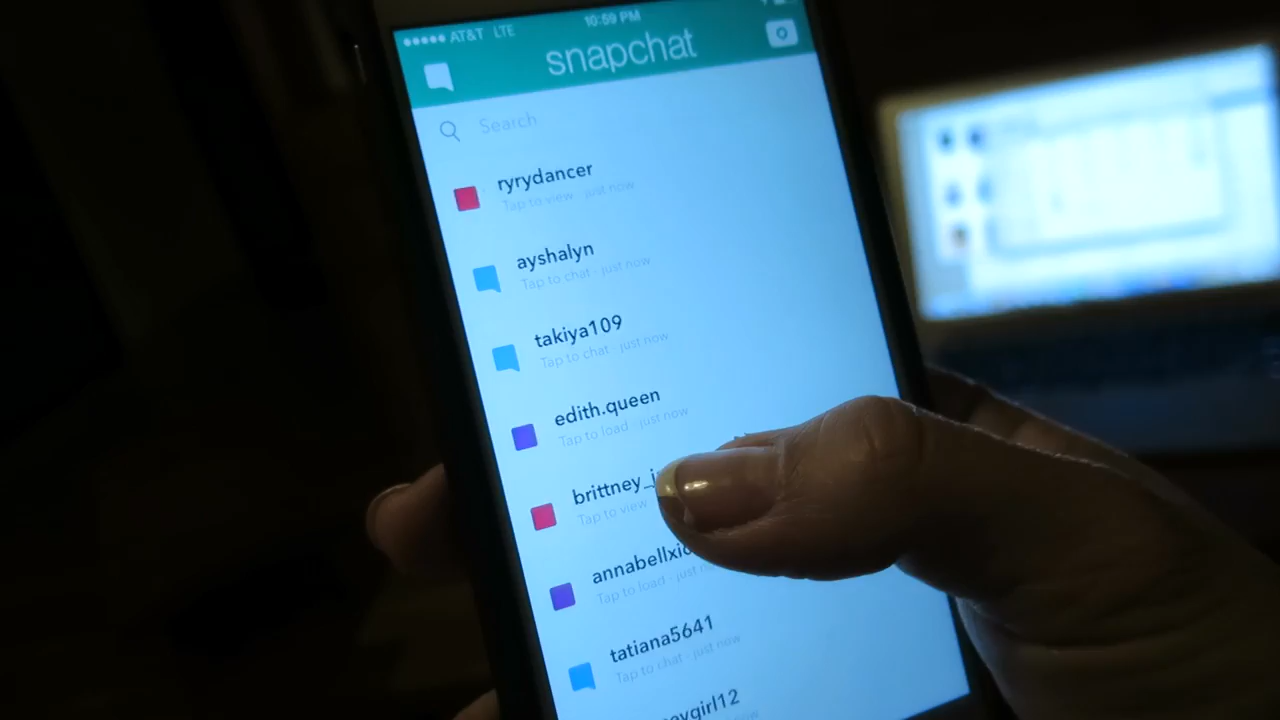 AT&T LTE 10:59 PM
snapchat
Search
ryrydancer
Tap to view · just now
ayshalyn
Tap to chat · just now
takiya109
Tap to chat · just now
edith.queen
Tap to load · just now
Tap to view
Tap to load · just
tatiana5641
Tap to chat · just now
just now